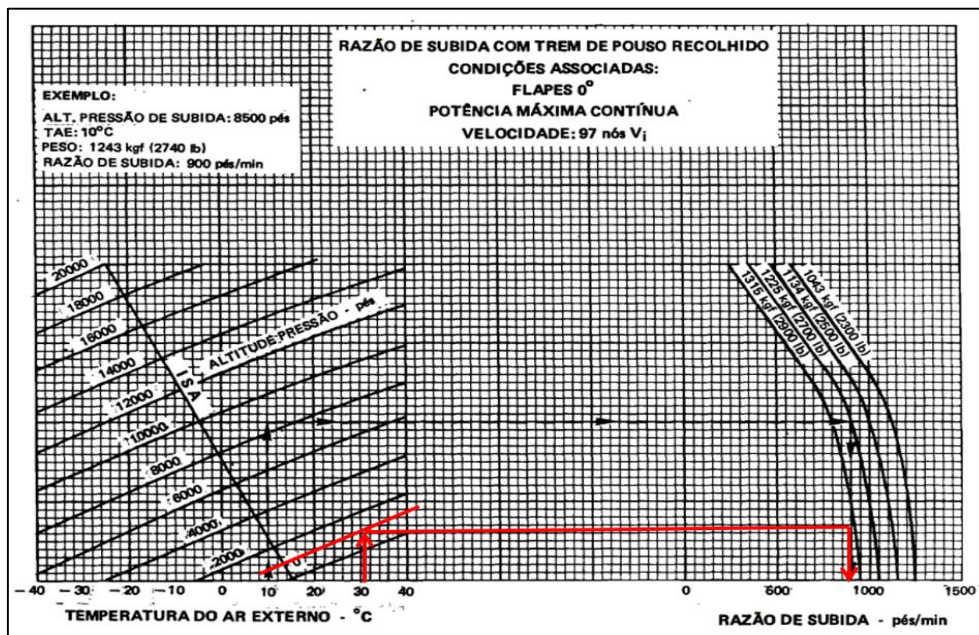 RAZÃO DE SUBIDA COM TREM DE POUSO RECOLHIDO
CONDIÇÕES ASSOCIADAS:
FLAPES 0°
POTÊNCIA MÁXIMA CONTÍNUA
VELOCIDADE: 97 nós Vi
EXEMPLO:
ALT. PRESSÃO DE SUBIDA: 8500 pés
TAE: 10°C
PESO: 1243 kgf (2740 lb)
RAZÃO DE SUBIDA: 900 pés/min
20000
18000
16000
14000
12000
10000
8000
6000
4000
2000
0
ALTITUDE PRESSÃO - pés
ISA
1315 kgf (2900 lb)
1225 kgf (2700 lb)
1134 kgf (2500 lb)
1043 kgf (2300 lb)
-40 -30 -20 -10 0 10 20 30 40 0 500 1000 1500
TEMPERATURA DO AR EXTERNO - °C RAZÃO DE SUBIDA - pés/min